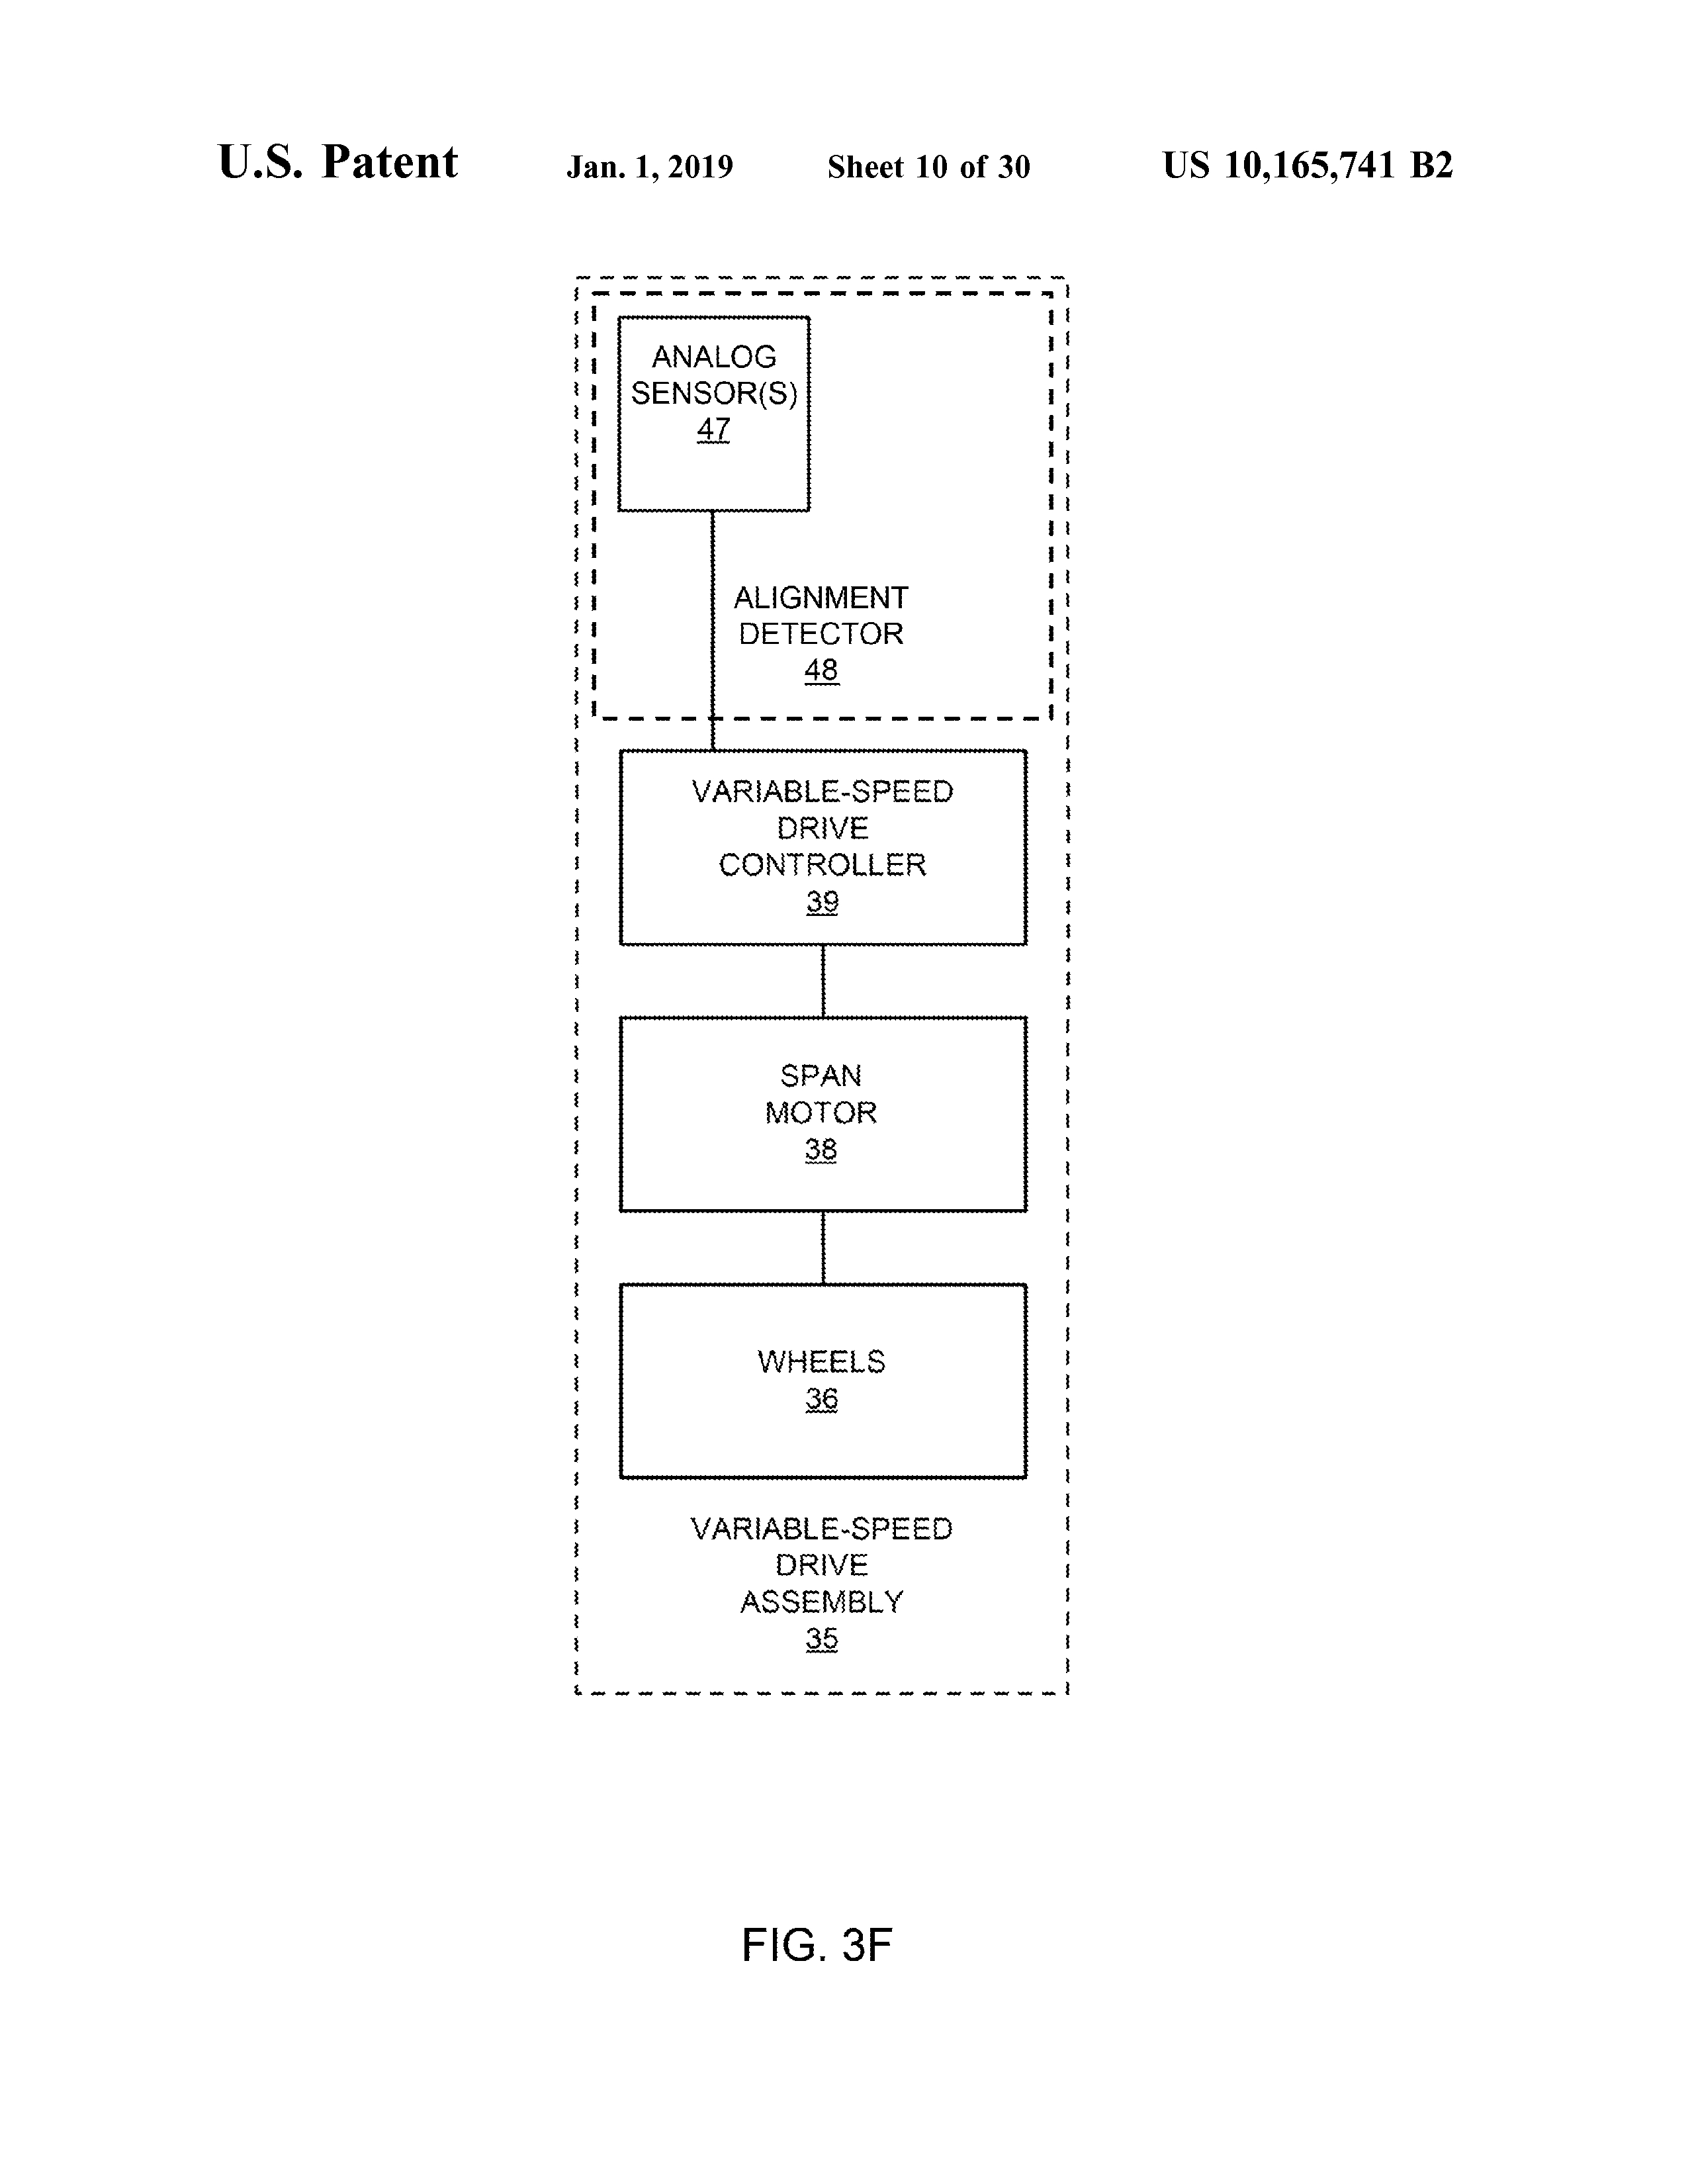 U.S. Patent Jan. 1, 2019 Sheet 10 of 30 US 10,165,741 B2
ANALOG
SENSOR(S)
47
ALIGNMENT
DETECTOR
48
VARIABLE-SPEED
DRIVE
CONTROLLER
39
SPAN
MOTOR
38
WHEELS
36
VARIABLE-SPEED
DRIVE
ASSEMBLY
35
FIG. 3F